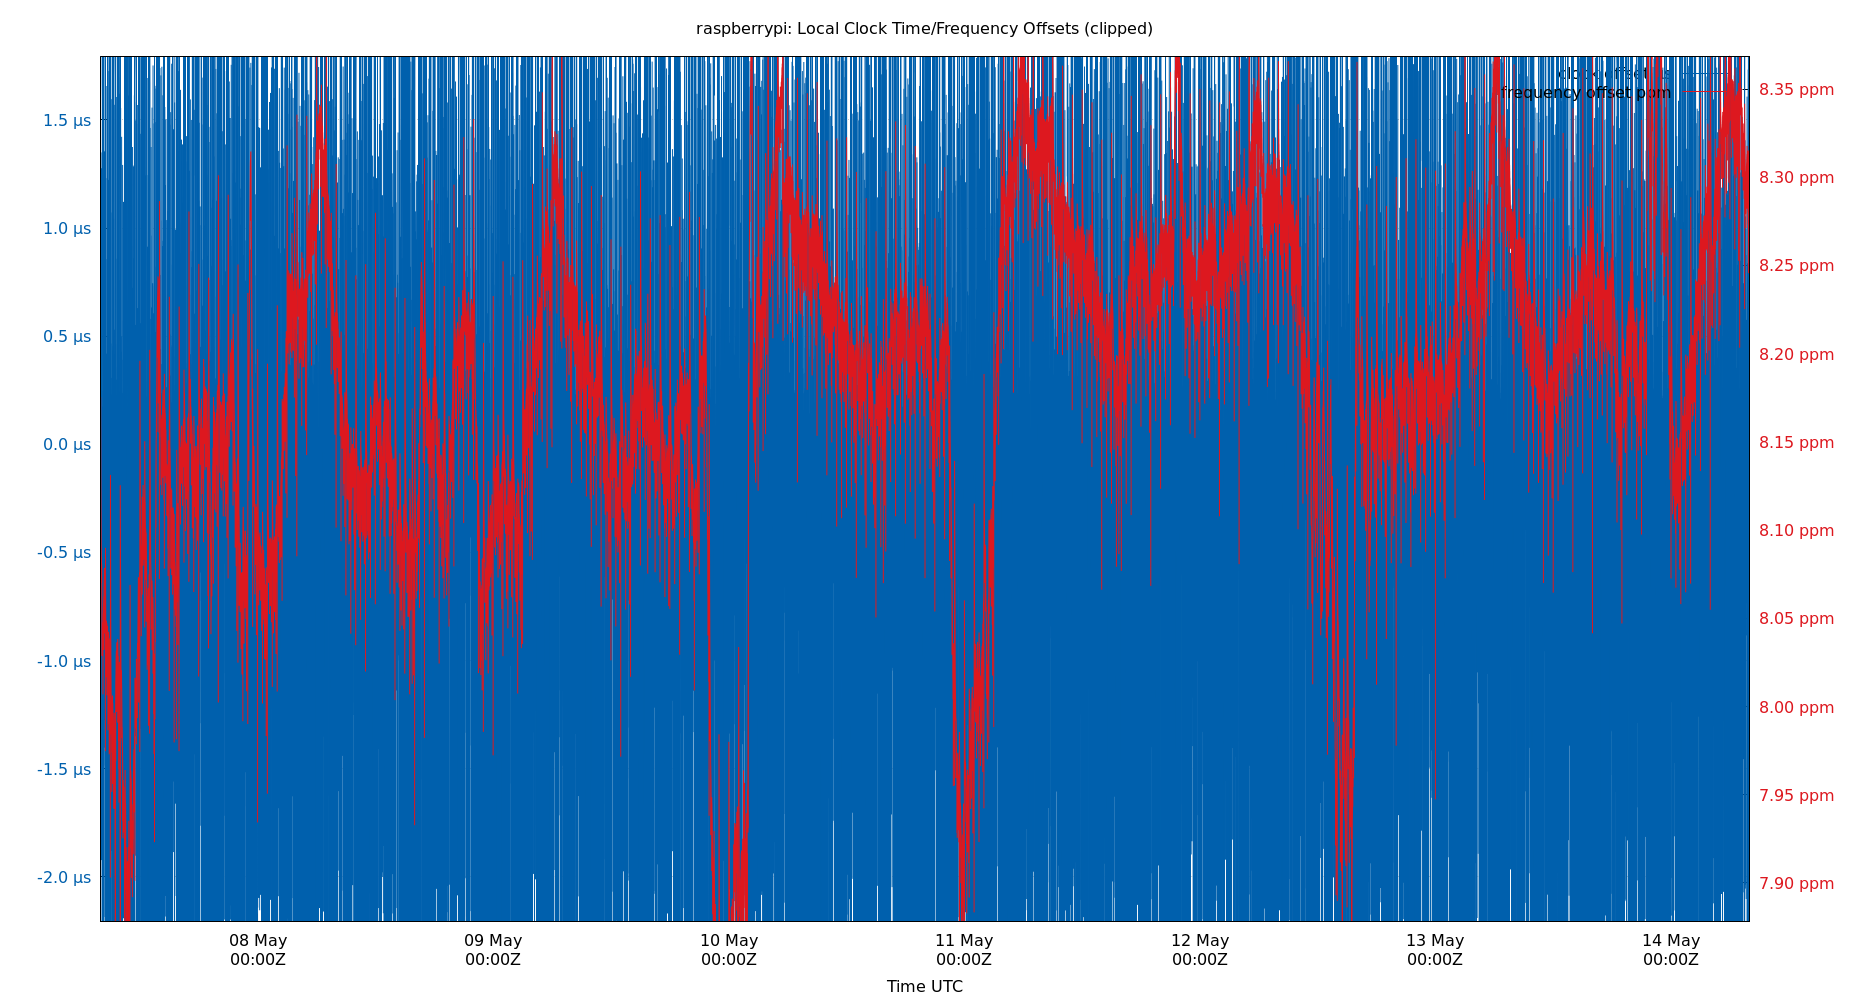 raspberrypi: Local Clock Time/Frequency Offsets (clipped)
clock offset
frequency offset ppm
1.5 µs
1.0 µs
0.5 µs
0.0 µs
-0.5 µs
-1.0 µs
-1.5 µs
-2.0 µs
8.35 ppm
8.30 ppm
8.25 ppm
8.20 ppm
8.15 ppm
8.10 ppm
8.05 ppm
8.00 ppm
7.95 ppm
7.90 ppm
08 May
00:00Z
09 May
00:00Z
10 May
00:00Z
11 May
00:00Z
12 May
00:00Z
13 May
00:00Z
14 May
00:00Z
Time UTC